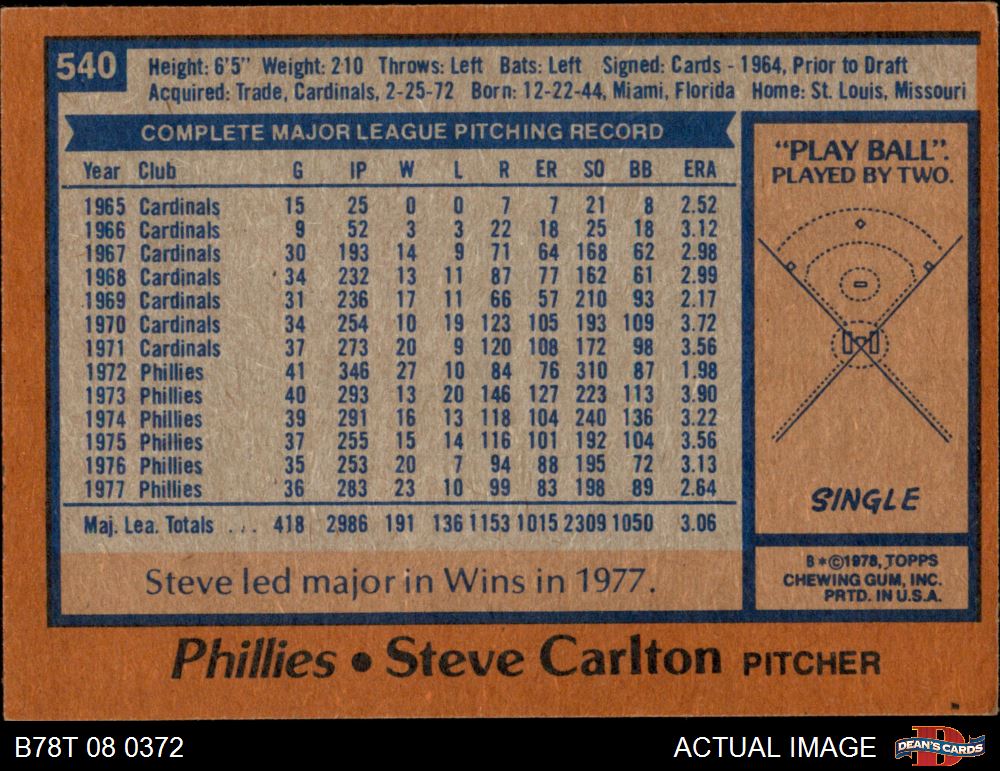 540
Height: 6'5" Weight: 210 Throws: Left Bats: Left Signed: Cards - 1964, Prior to Draft
Acquired: Trade, Cardinals, 2-25-72 Born: 12-22-44, Miami, Florida Home: St. Louis, Missouri
COMPLETE MAJOR LEAGUE PITCHING RECORD
Year Club G IP W L R ER SO BB ERA
1965 Cardinals 15 25 0 0 7 7 21 8 2.52
1966 Cardinals 9 52 3 3 22 18 25 18 3.12
1967 Cardinals 30 193 14 9 71 64 168 62 2.98
1968 Cardinals 34 232 13 11 87 77 162 61 2.99
1969 Cardinals 31 236 17 11 66 57 210 93 2.17
1970 Cardinals 34 254 10 19 123 105 193 109 3.72
1971 Cardinals 37 273 20 9 120 108 172 98 3.56
1972 Phillies 41 346 27 10 84 76 310 87 1.98
1973 Phillies 40 293 13 20 146 127 223 113 3.90
1974 Phillies 39 291 16 13 118 104 240 136 3.22
1975 Phillies 37 255 15 14 116 101 192 104 3.56
1976 Phillies 35 253 20 7 94 88 195 72 3.13
1977 Phillies 36 283 23 10 99 83 198 89 2.64
Maj. Lea. Totals ... 418 2986 191 136 1153 1015 2309 1050 3.06
Steve led major in Wins in 1977.
"PLAY BALL".
PLAYED BY TWO.
SINGLE
B*©1978, TOPPS
CHEWING GUM, INC.
PRTD. IN U.S.A.
Phillies • Steve Carlton PITCHER
B78T 08 0372
ACTUAL IMAGE
D
DEAN'S CARDS